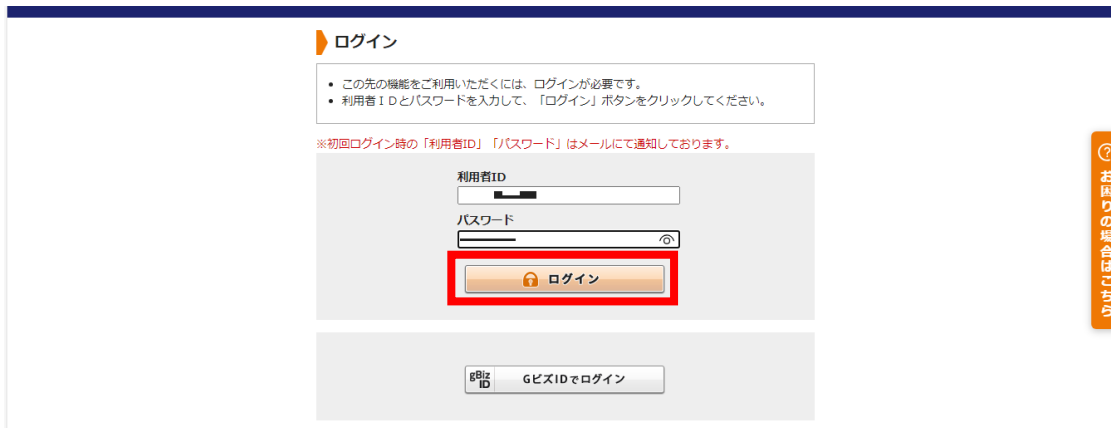 ログイン
• この先の機能をご利用いただくには、ログインが必要です。
• 利用者ＩＤとパスワードを入力して、「ログイン」ボタンをクリックしてください。
※初回ログイン時の「利用者ID」「パスワード」はメールにて通知しております。
利用者ID
パスワード
ログイン
gBiz
ID
GビズIDでログイン
? お困りの場合はこちら